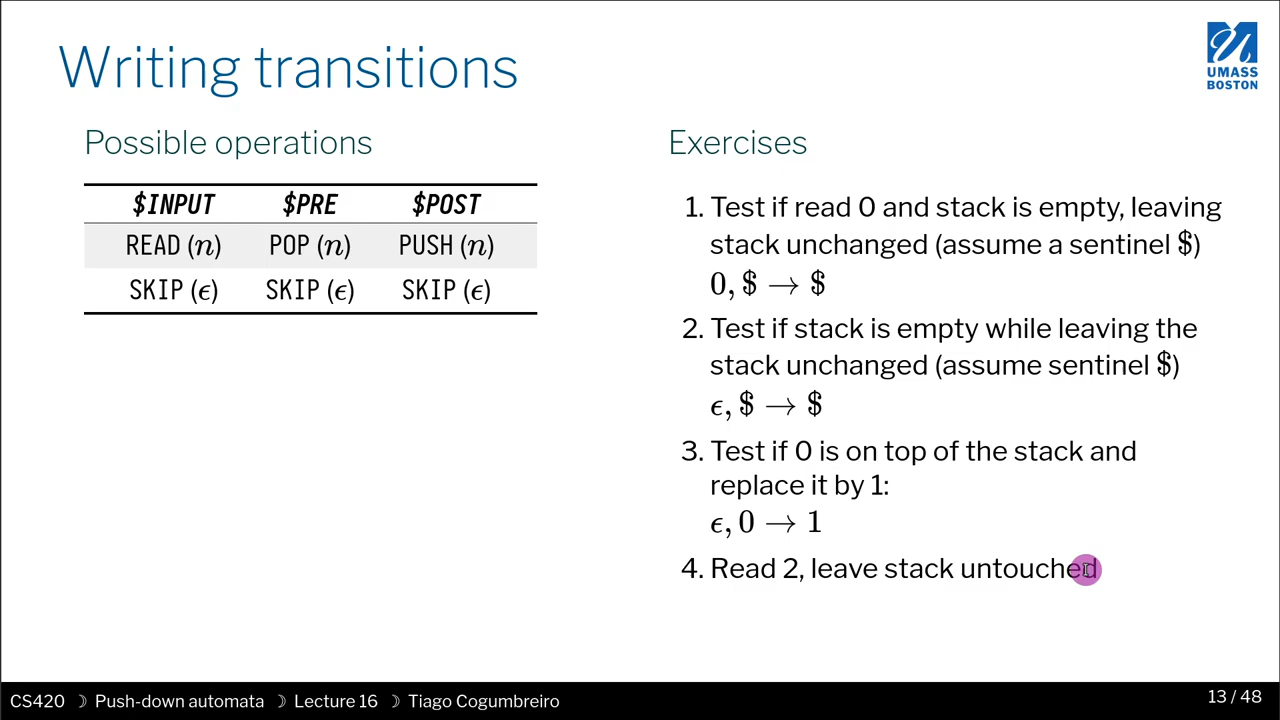 Writing transitions
UMASS
BOSTON
Possible operations
$INPUT $PRE $POST
READ (n) POP (n) PUSH (n)
SKIP (ϵ) SKIP (ϵ) SKIP (ϵ)
Exercises
1. Test if read 0 and stack is empty, leaving
stack unchanged (assume a sentinel $)
0, $ → $
2. Test if stack is empty while leaving the
stack unchanged (assume sentinel $)
ϵ, $ → $
3. Test if 0 is on top of the stack and
replace it by 1:
ϵ, 0 → 1
4. Read 2, leave stack untouched
CS420 ☽ Push-down automata ☽ Lecture 16 ☽ Tiago Cogumbreiro
13 / 48